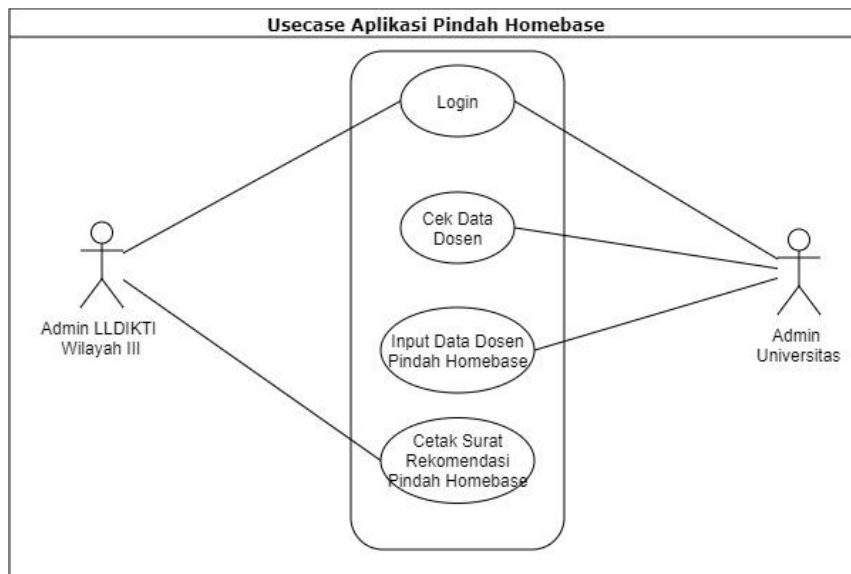 Usecase Aplikasi Pindah Homebase
Login
Cek Data
Dosen
Admin LLDIKTI
Wilayah III
Input Data Dosen
Pindah Homebase
Admin
Universitas
Cetak Surat
Rekomendasi
Pindah Homebase